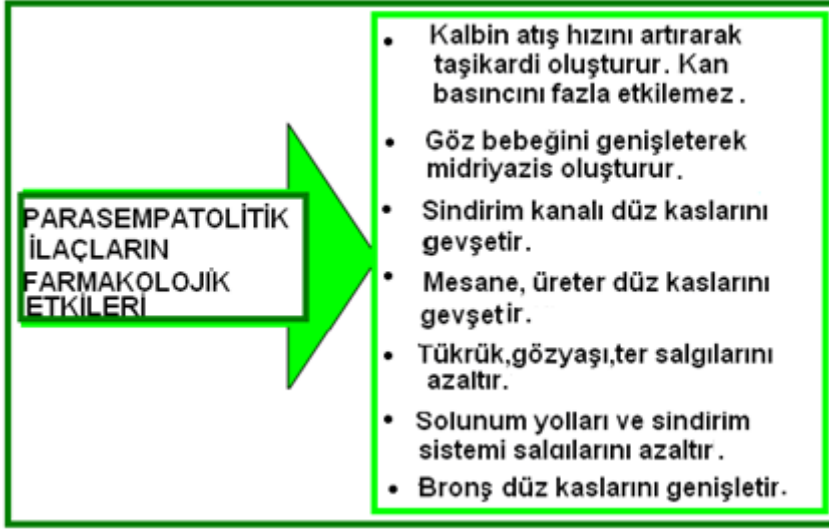 PARASEMPATOLİTİK
İLAÇLARIN
FARMAKOLOJİK
ETKİLERİ
• Kalbin atış hızını artırarak
taşikardi oluşturur. Kan
basıncını fazla etkilemez .
• Göz bebeğini genişleterek
midriyazis oluşturur.
• Sindirim kanalı düz kaslarını
gevşetir.
• Mesane, üreter düz kaslarını
gevşetir.
• Tükrük,gözyaşı,ter salgılarını
azaltır.
• Solunum yolları ve sindirim
sistemi salgılarını azaltır.
• Bronş düz kaslarını genişletir.